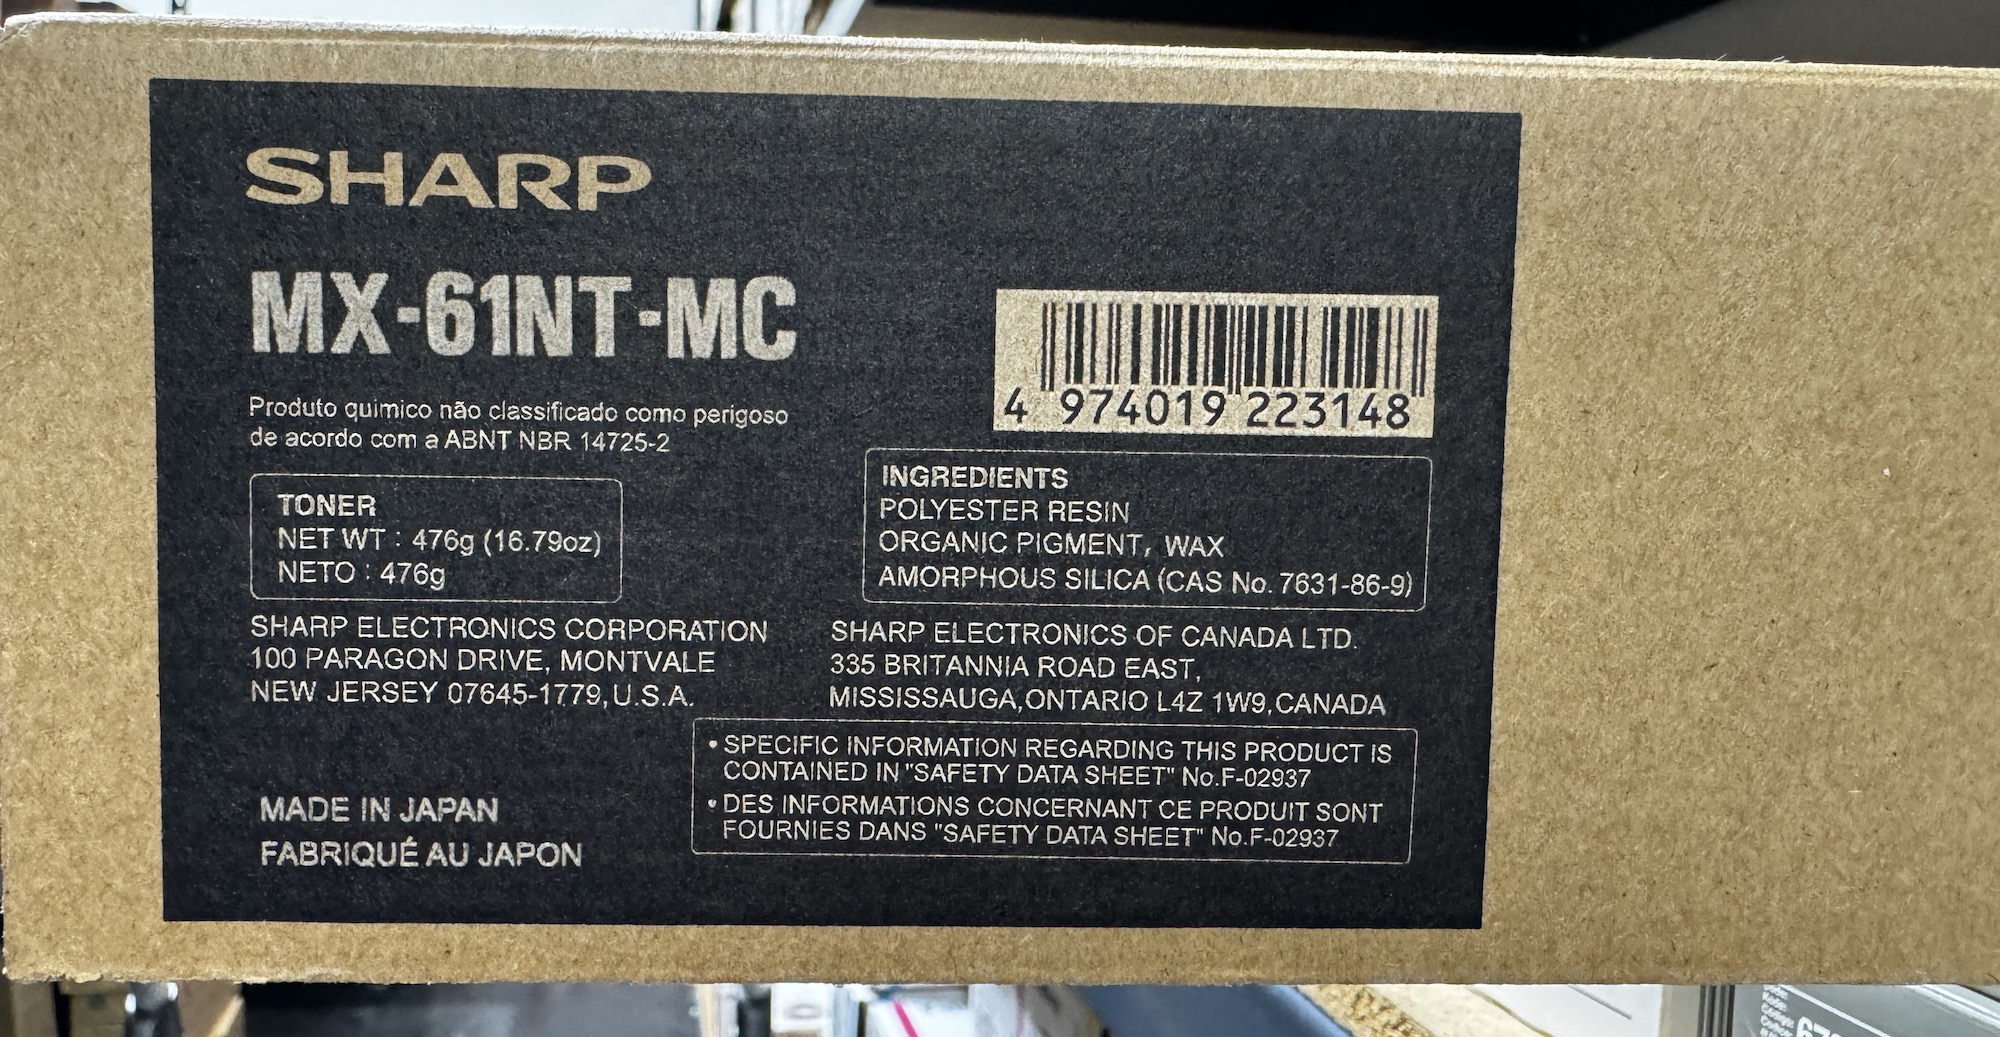 SHARP
MX-61NT-MC
Produto quimico não classificado como perigoso
de acordo com a ABNT NBR 14725-2
4 974019 223148
TONER
NET WT : 476g (16.79oz)
NETO : 476g
INGREDIENTS
POLYESTER RESIN
ORGANIC PIGMENT, WAX
AMORPHOUS SILICA (CAS No. 7631-86-9)
SHARP ELECTRONICS CORPORATION
100 PARAGON DRIVE, MONTVALE
NEW JERSEY 07645-1779, U.S.A.
SHARP ELECTRONICS OF CANADA LTD.
335 BRITANNIA ROAD EAST,
MISSISSAUGA, ONTARIO L4Z 1W9, CANADA
MADE IN JAPAN
FABRIQUÉ AU JAPON
• SPECIFIC INFORMATION REGARDING THIS PRODUCT IS
CONTAINED IN "SAFETY DATA SHEET" No.F-02937
• DES INFORMATIONS CONCERNANT CE PRODUIT SONT
FOURNIES DANS "SAFETY DATA SHEET" No.F-02937